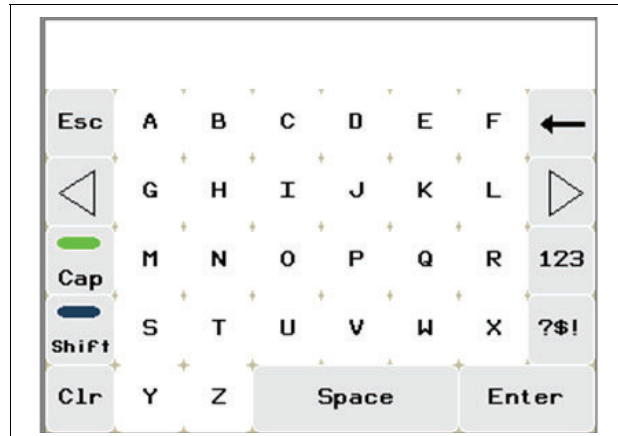 Esc A B C D E F ←
G H I J K L
Cap M N O P Q R 123
Shift S T U V W X ?$!
Clr Y Z Space Enter